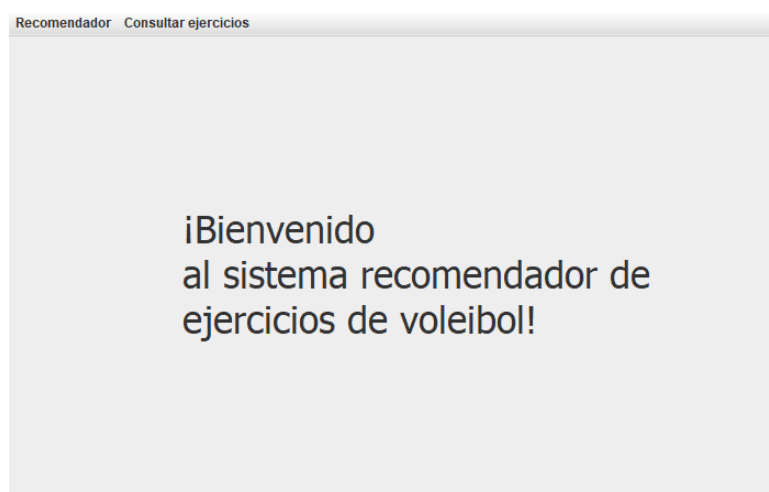 Recomendador Consultar ejercicios
¡Bienvenido
al sistema recomendador de
ejercicios de voleibol!